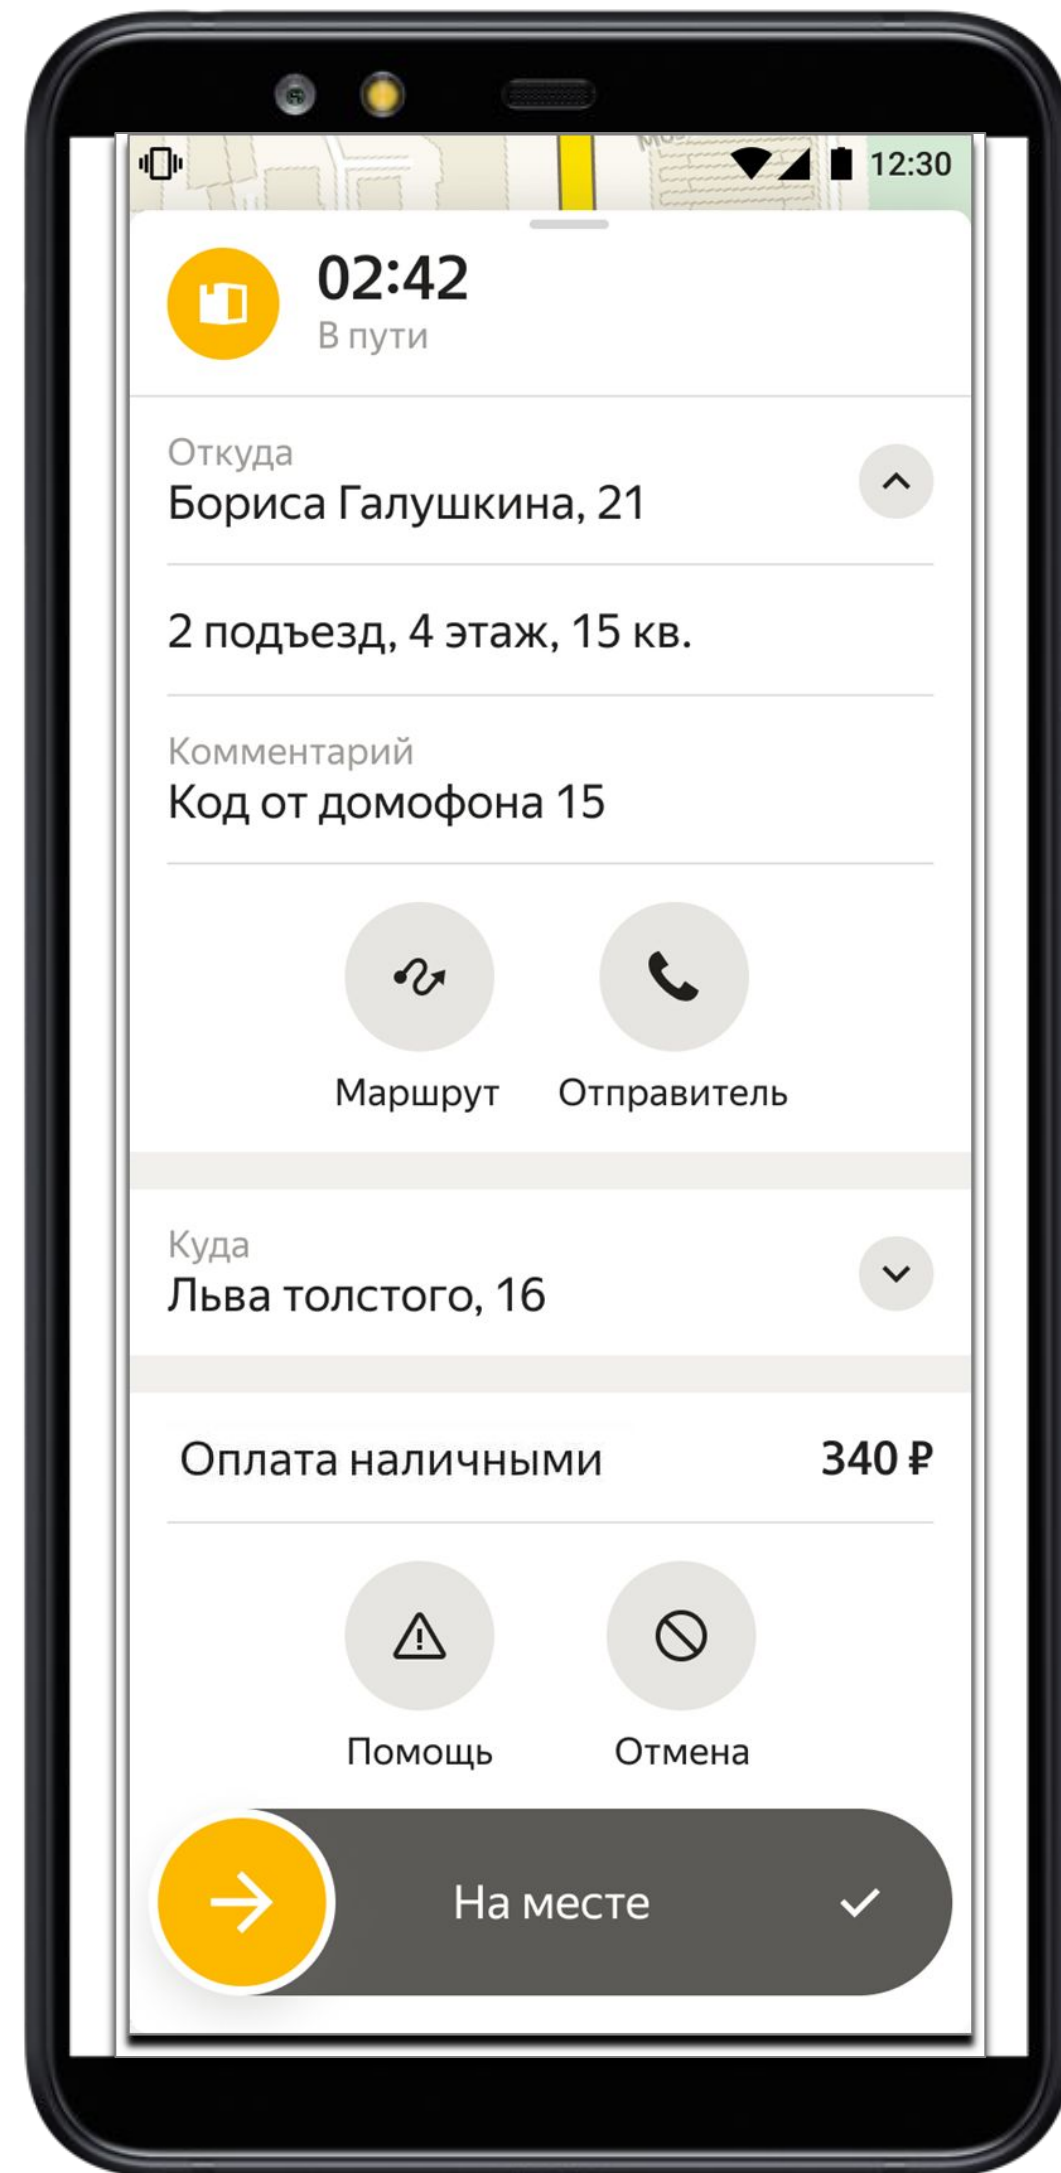 12:30
02:42
В пути
Откуда
Бориса Галушкина, 21
2 подъезд, 4 этаж, 15 кв.
Комментарий
Код от домофона 15
Маршрут Отправитель
Куда
Льва толстого, 16
Оплата наличными 340 ₽
Помощь Отмена
На месте